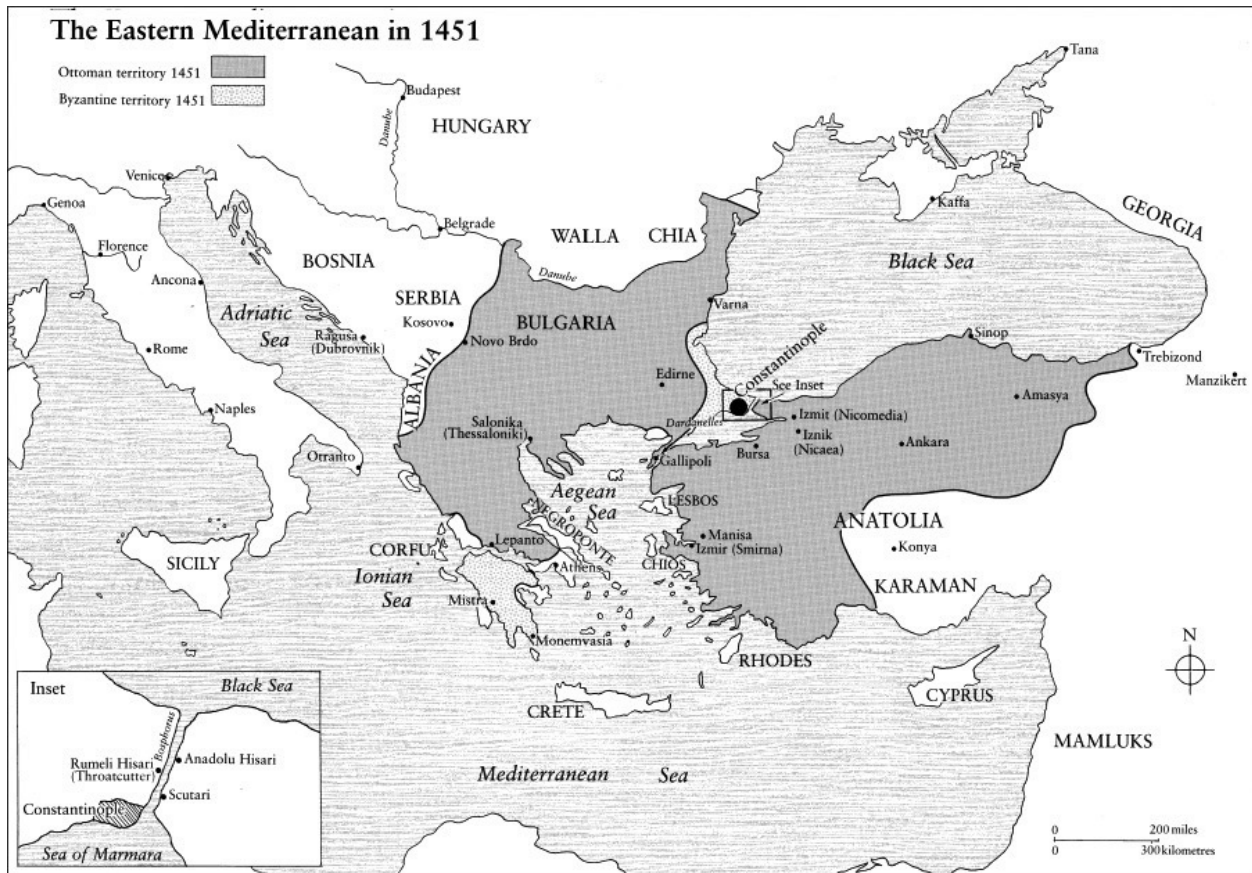 The Eastern Mediterranean in 1451
Ottoman territory 1451
Byzantine territory 1451
Tana
Budapest
Danube
HUNGARY
Venice
Genoa
Kaffa
GEORGIA
Belgrade
Florence
WALLA CHIA
BOSNIA
Black Sea
Ancona
Danube
SERBIA
Varna
Adriatic
Sea
Kosovo
BULGARIA
Ragusa
(Dubrovnik)
Novo Brdo
Sinop
Rome
Trebizond
Constantinople
Manzikert
Edirne
See Inset
ALBANIA
Amasya
Naples
Salonika
(Thessaloniki)
Dardanelles
Izmit (Nicomedia)
Iznik
(Nicaea)
Ankara
Otranto
Gallipoli
Bursa
Aegean
Sea
LESBOS
NEGROPONTE
ANATOLIA
Manisa
Izmir (Smirna)
Konya
CORFU
Lepanto
SICILY
Athens
CHIOS
Ionian
Sea
KARAMAN
Mistra
Monemvasia
N
RHODES
CYPRUS
CRETE
MAMLUKS
Mediterranean Sea
Inset
Black Sea
Bosphorus
Rumeli Hisari
(Throatcutter)
Anadolu Hisari
Scutari
Constantinople
Sea of Marmara
0 200 miles
0 300 kilometres